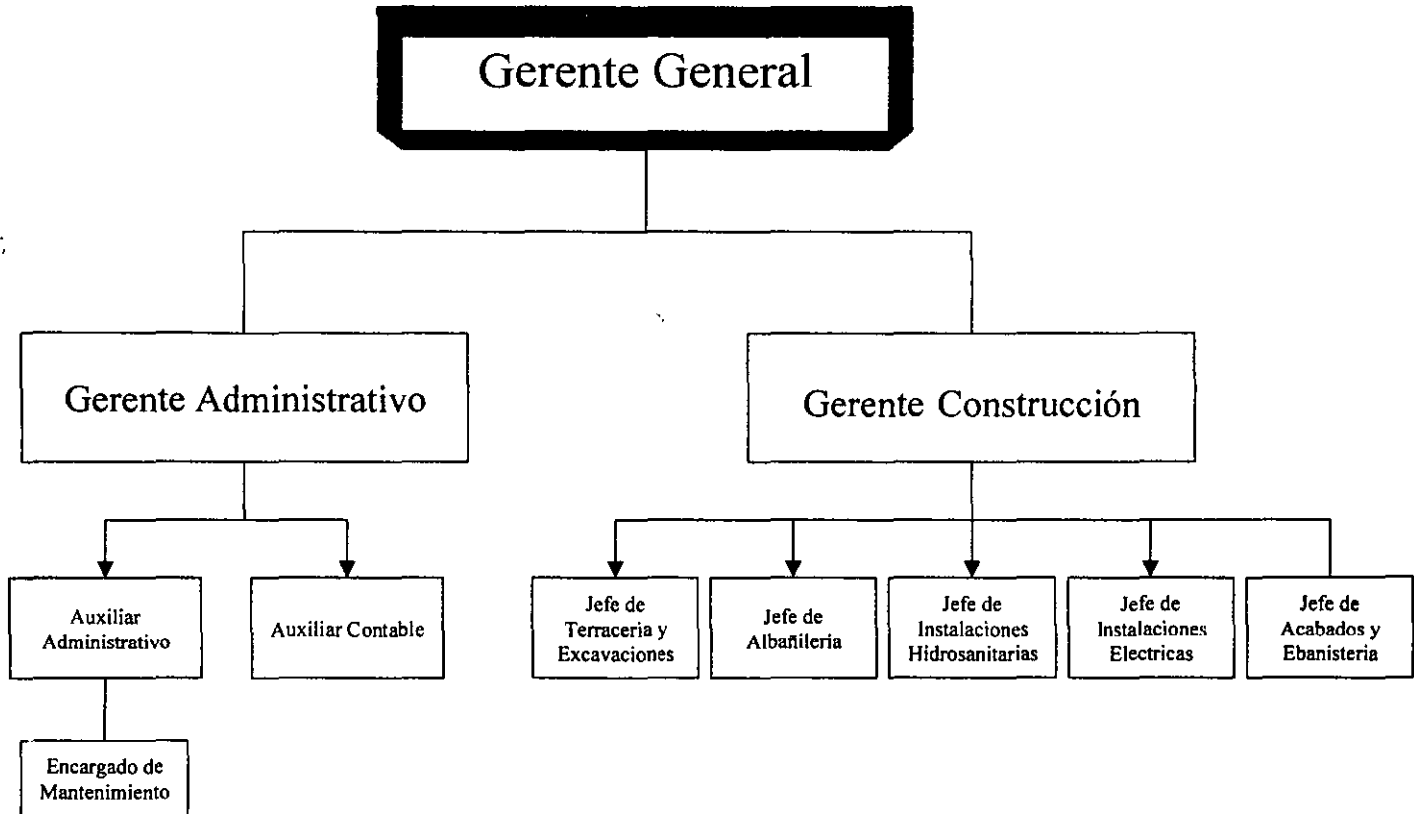 Gerente General
Gerente Administrativo
Gerente Construcción
Auxiliar
Administrativo
Auxiliar Contable
Jefe de
Terraceria y
Excavaciones
Jefe de
Albañileria
Jefe de
Instalaciones
Hidrosanitarias
Jefe de
Instalaciones
Electricas
Jefe de
Acabados y
Ebanisteria
Encargado de
Mantenimiento